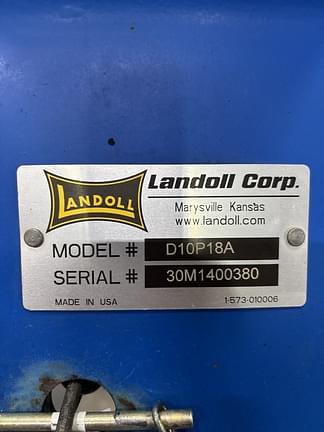 LANDOLL
Landoll Corp.
Marysville Kansas
www.landoll.com
MODEL # D10P18A
SERIAL # 30M1400380
MADE IN USA 1-573-010006